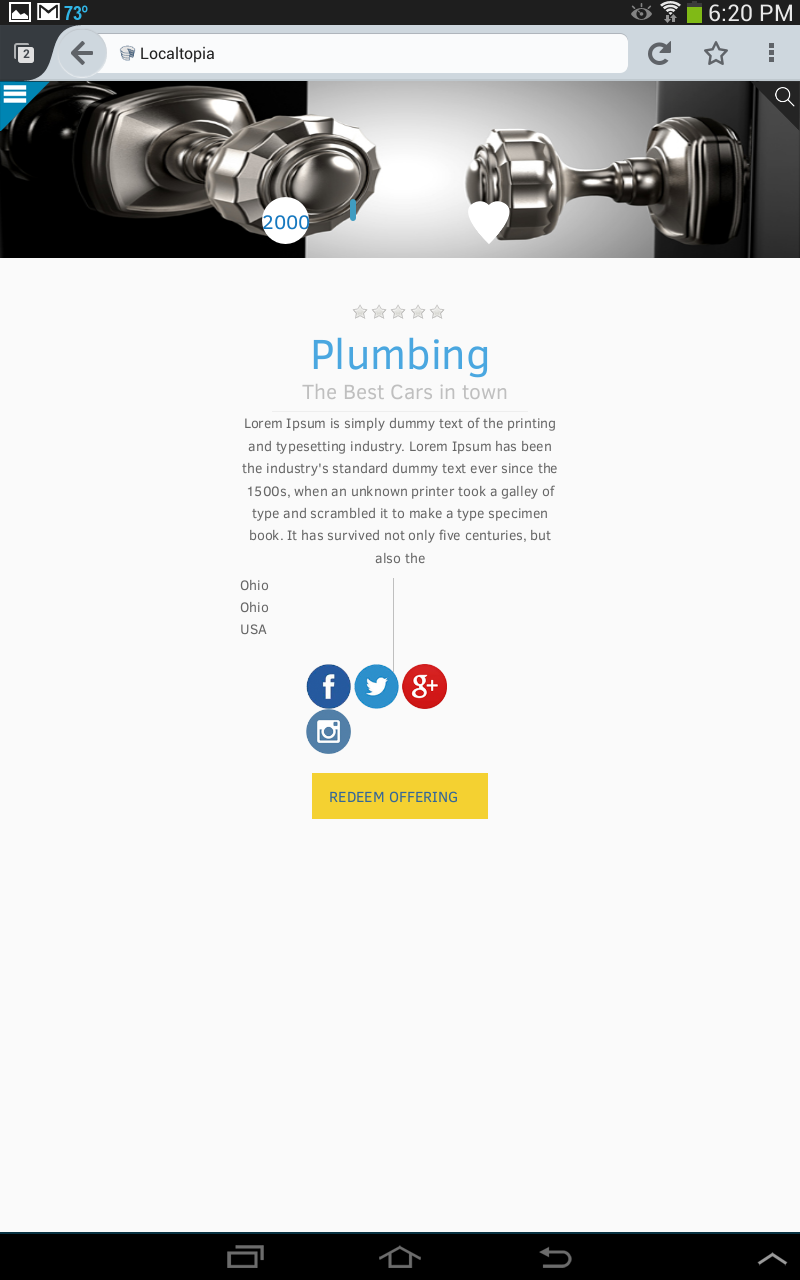 73°
6:20 PM
2
Localtopia
2000
Plumbing
The Best Cars in town
Lorem Ipsum is simply dummy text of the printing
and typesetting industry. Lorem Ipsum has been
the industry's standard dummy text ever since the
1500s, when an unknown printer took a galley of
type and scrambled it to make a type specimen
book. It has survived not only five centuries, but
also the
Ohio
Ohio
USA
f
g+
REDEEM OFFERING